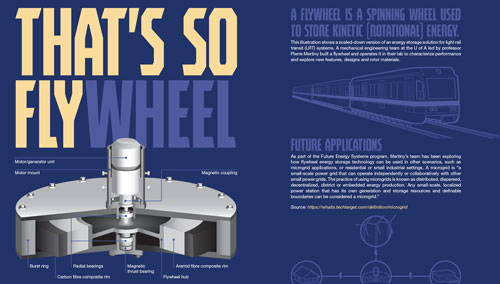 THAT'S SO
FLYWHEEL
A FLYWHEEL IS A SPINNING WHEEL USED
TO STORE KINETIC (ROTATIONAL) ENERGY.
This illustration shows a scaled-down version of an energy storage solution for light rail
transit (LRT) systems. A mechanical engineering team at the U of A led by professor
Pierre Mertiny built a flywheel and operates it in their lab to characterize performance
and explore new features, designs and rotor materials.
Motor/generator unit
Motor mount
Magnetic coupling
Burst ring
Carbon fibre composite rim
Radial bearings
Magnetic
thrust bearing
Flywheel hub
Aramid fibre composite rim
FUTURE APPLICATIONS
As part of the Future Energy Systems program, Mertiny's team has been exploring
how flywheel energy storage technology can be used in other scenarios, such as
microgrid applications, or residential or small industrial settings. A microgrid is "a
small-scale power grid that can operate independently or collaboratively with other
small power grids. The practice of using microgrids is known as distributed, dispersed,
decentralized, district or embedded energy production. Any small-scale, localized
power station that has its own generation and storage resources and definable
boundaries can be considered a microgrid."
Source: https://whatis.techtarget.com/definition/microgrid